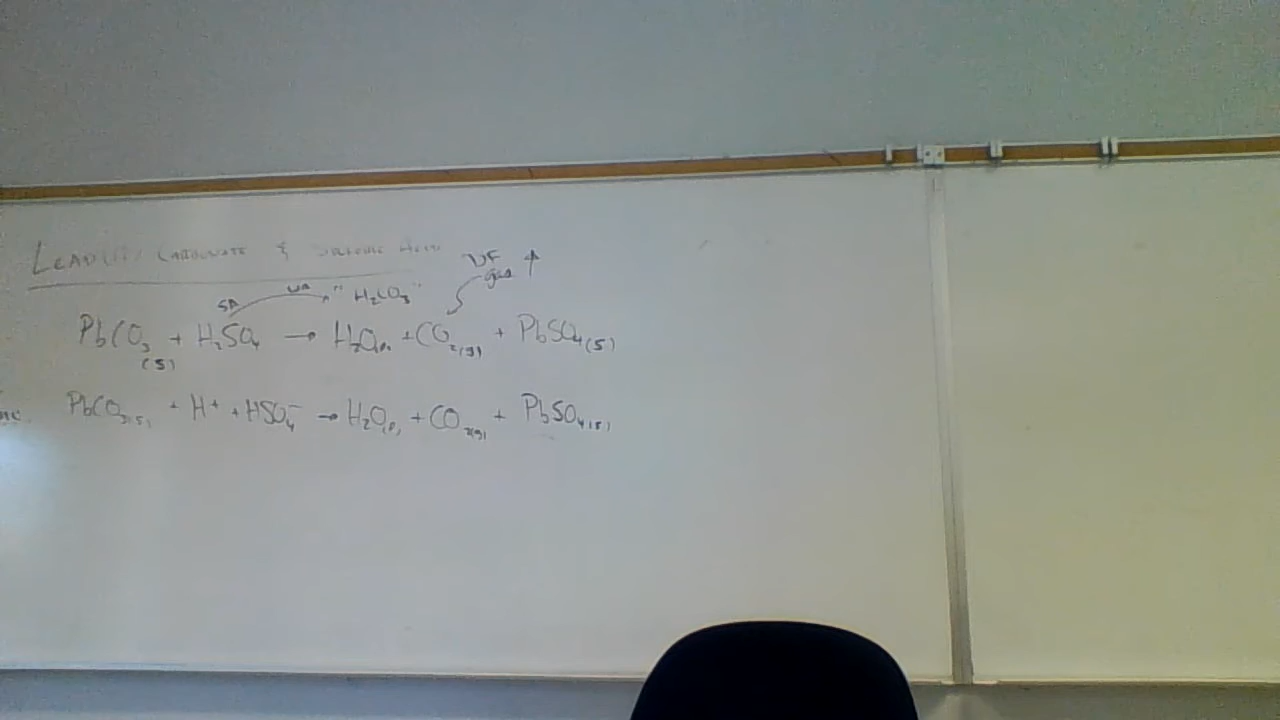 LEAD(II) CARBONATE & SULFURIC ACID
NF gas ↑
SA WA "H₂CO₃"
PbCO₃(s) + H₂SO₄ → H₂O(l) + CO₂(g) + PbSO₄(s)
PbCO₃(s) + H⁺ + HSO₄⁻ → H₂O(l) + CO₂(g) + PbSO₄(s)